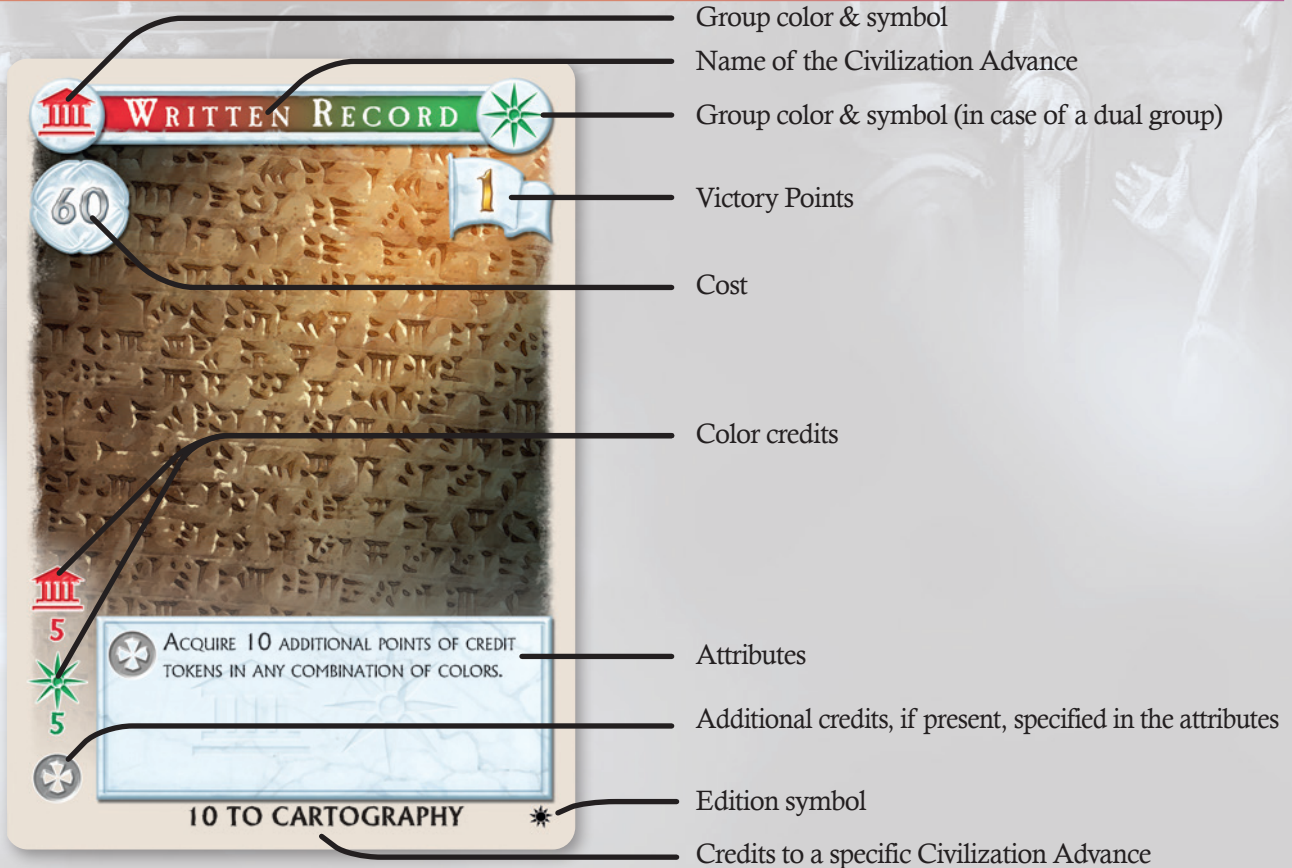 Group color & symbol
Name of the Civilization Advance
WRITTEN RECORD
Group color & symbol (in case of a dual group)
60
1
Victory Points
Cost
Color credits
5
5
ACQUIRE 10 ADDITIONAL POINTS OF CREDIT
TOKENS IN ANY COMBINATION OF COLORS.
Attributes
Additional credits, if present, specified in the attributes
10 TO CARTOGRAPHY
Edition symbol
Credits to a specific Civilization Advance